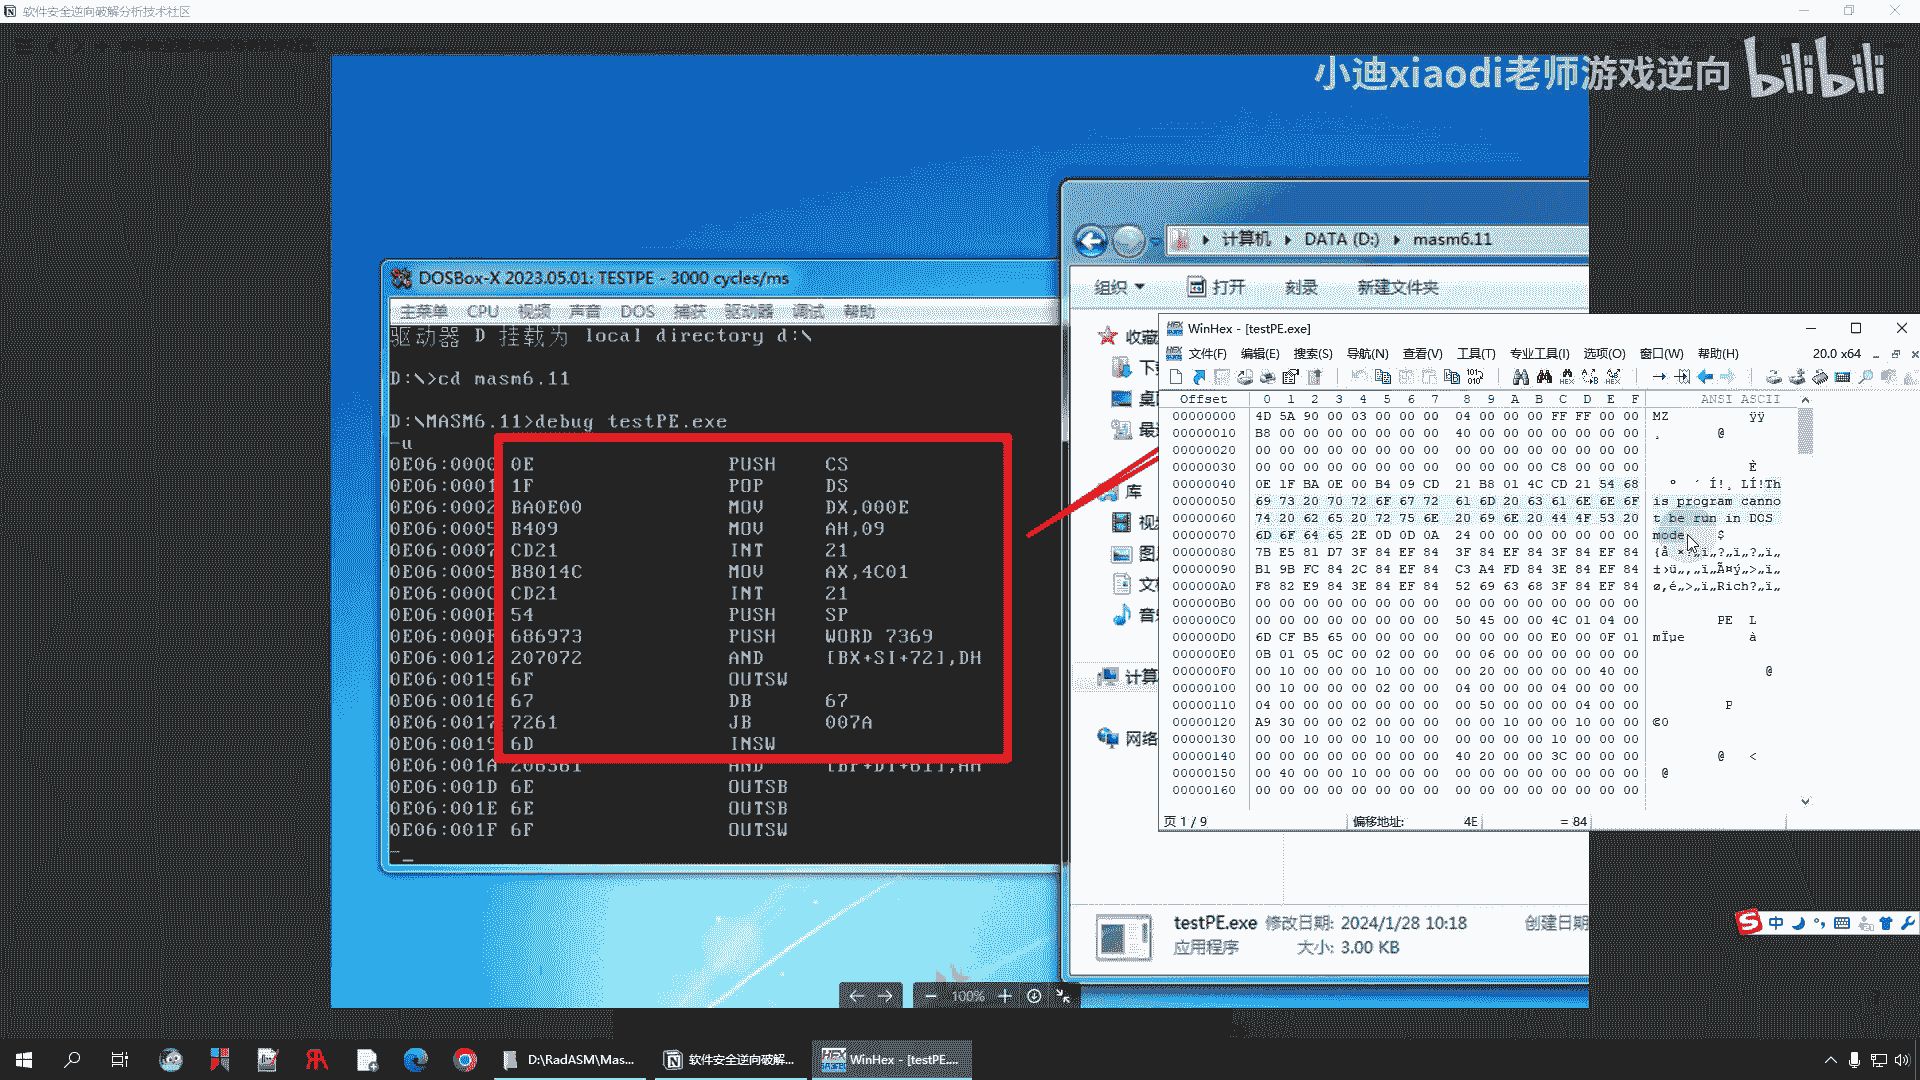 软件安全逆向破解分析技术社区
小迪xiaodi老师游戏逆向 bilibili
计算机 DATA (D:) masm6.11
DOSBox-X 2023.05.01: TESTPE - 3000 cycles/ms
组织 打开 刻录 新建文件夹
主菜单 CPU 视频 声音 DOS 捕获 驱动器 调试 帮助
驱动器 D 挂载为 local directory d:\
D:\>cd masm6.11
D:\MASM6.11>debug testPE.exe
-u
0E06:0000 0E PUSH CS
0E06:0001 1F POP DS
0E06:0002 BA0E00 MOV DX,000E
0E06:0005 B409 MOV AH,09
0E06:0007 CD21 INT 21
0E06:0009 B8014C MOV AX,4C01
0E06:000C CD21 INT 21
0E06:000E 54 PUSH SP
0E06:000F 686973 PUSH WORD 7369
0E06:0012 207072 AND [BX+SI+72],DH
0E06:0015 6F OUTSW
0E06:0016 67 DB 67
0E06:0017 7261 JB 007A
0E06:0019 6D INSW
0E06:001A 206361 AND [BP+DI+61],AH
0E06:001D 6E OUTSB
0E06:001E 6E OUTSB
0E06:001F 6F OUTSW
收藏
库
计算
网络
WinHex - [testPE.exe]
文件(F) 编辑(E) 搜索(S) 导航(N) 查看(V) 工具(T) 专业工具(I) 选项(O) 窗口(W) 帮助(H) 20.0 x64
Offset 0 1 2 3 4 5 6 7 8 9 A B C D E F ANSI ASCII
00000000 4D 5A 90 00 03 00 00 00 04 00 00 00 FF FF 00 00 MZ ÿÿ
00000010 B8 00 00 00 00 00 00 00 40 00 00 00 00 00 00 00 ¸ @
00000020 00 00 00 00 00 00 00 00 00 00 00 00 00 00 00 00
00000030 00 00 00 00 00 00 00 00 00 00 00 00 C8 00 00 00 È
00000040 0E 1F BA 0E 00 B4 09 CD 21 B8 01 4C CD 21 54 68 º ´ Í!¸ LÍ!Th
00000050 69 73 20 70 72 6F 67 72 61 6D 20 63 61 6E 6E 6F is program canno
00000060 74 20 62 65 20 72 75 6E 20 69 6E 20 44 4F 53 20 t be run in DOS
00000070 6D 6F 64 65 2E 0D 0D 0A 24 00 00 00 00 00 00 00 mode $
00000080 7B E5 81 D7 3F 84 EF 84 3F 84 EF 84 3F 84 EF 84 {å ×?„ï„?„ï„?„ï„
00000090 B1 9B FC 84 2C 84 EF 84 C3 A4 FD 84 3E 84 EF 84 ±›ü„,„ï„Ã¤ý„>„ï„
000000A0 F8 82 E9 84 3E 84 EF 84 52 69 63 68 3F 84 EF 84 ø‚é„>„ï„Rich?„ï„
000000B0 00 00 00 00 00 00 00 00 00 00 00 00 00 00 00 00
000000C0 00 00 00 00 00 00 00 00 50 45 00 00 4C 01 04 00 PE L
000000D0 6D CF B5 65 00 00 00 00 00 00 00 00 E0 00 0F 01 mÏµe à
000000E0 0B 01 05 0C 00 02 00 00 00 06 00 00 00 00 00 00
000000F0 00 10 00 00 00 10 00 00 00 20 00 00 00 00 40 00 @
00000100 00 10 00 00 00 02 00 00 04 00 00 00 04 00 00 00
00000110 04 00 00 00 00 00 00 00 00 50 00 00 00 04 00 00 P
00000120 A9 30 00 00 02 00 00 00 00 00 10 00 00 10 00 00 ©0
00000130 00 00 10 00 00 10 00 00 00 00 00 00 10 00 00 00
00000140 00 00 00 00 00 00 00 00 40 20 00 00 3C 00 00 00 @ <
00000150 00 40 00 00 10 00 00 00 00 00 00 00 00 00 00 00 @
00000160 00 00 00 00 00 00 00 00 00 00 00 00 00 00 00 00
页 1 / 9 偏移地址: 4E = 84
testPE.exe 修改日期: 2024/1/28 10:18 创建日期
应用程序 大小: 3.00 KB
中
100%
D:\RadASM\Mas... 软件安全逆向破解... WinHex - [testPE....